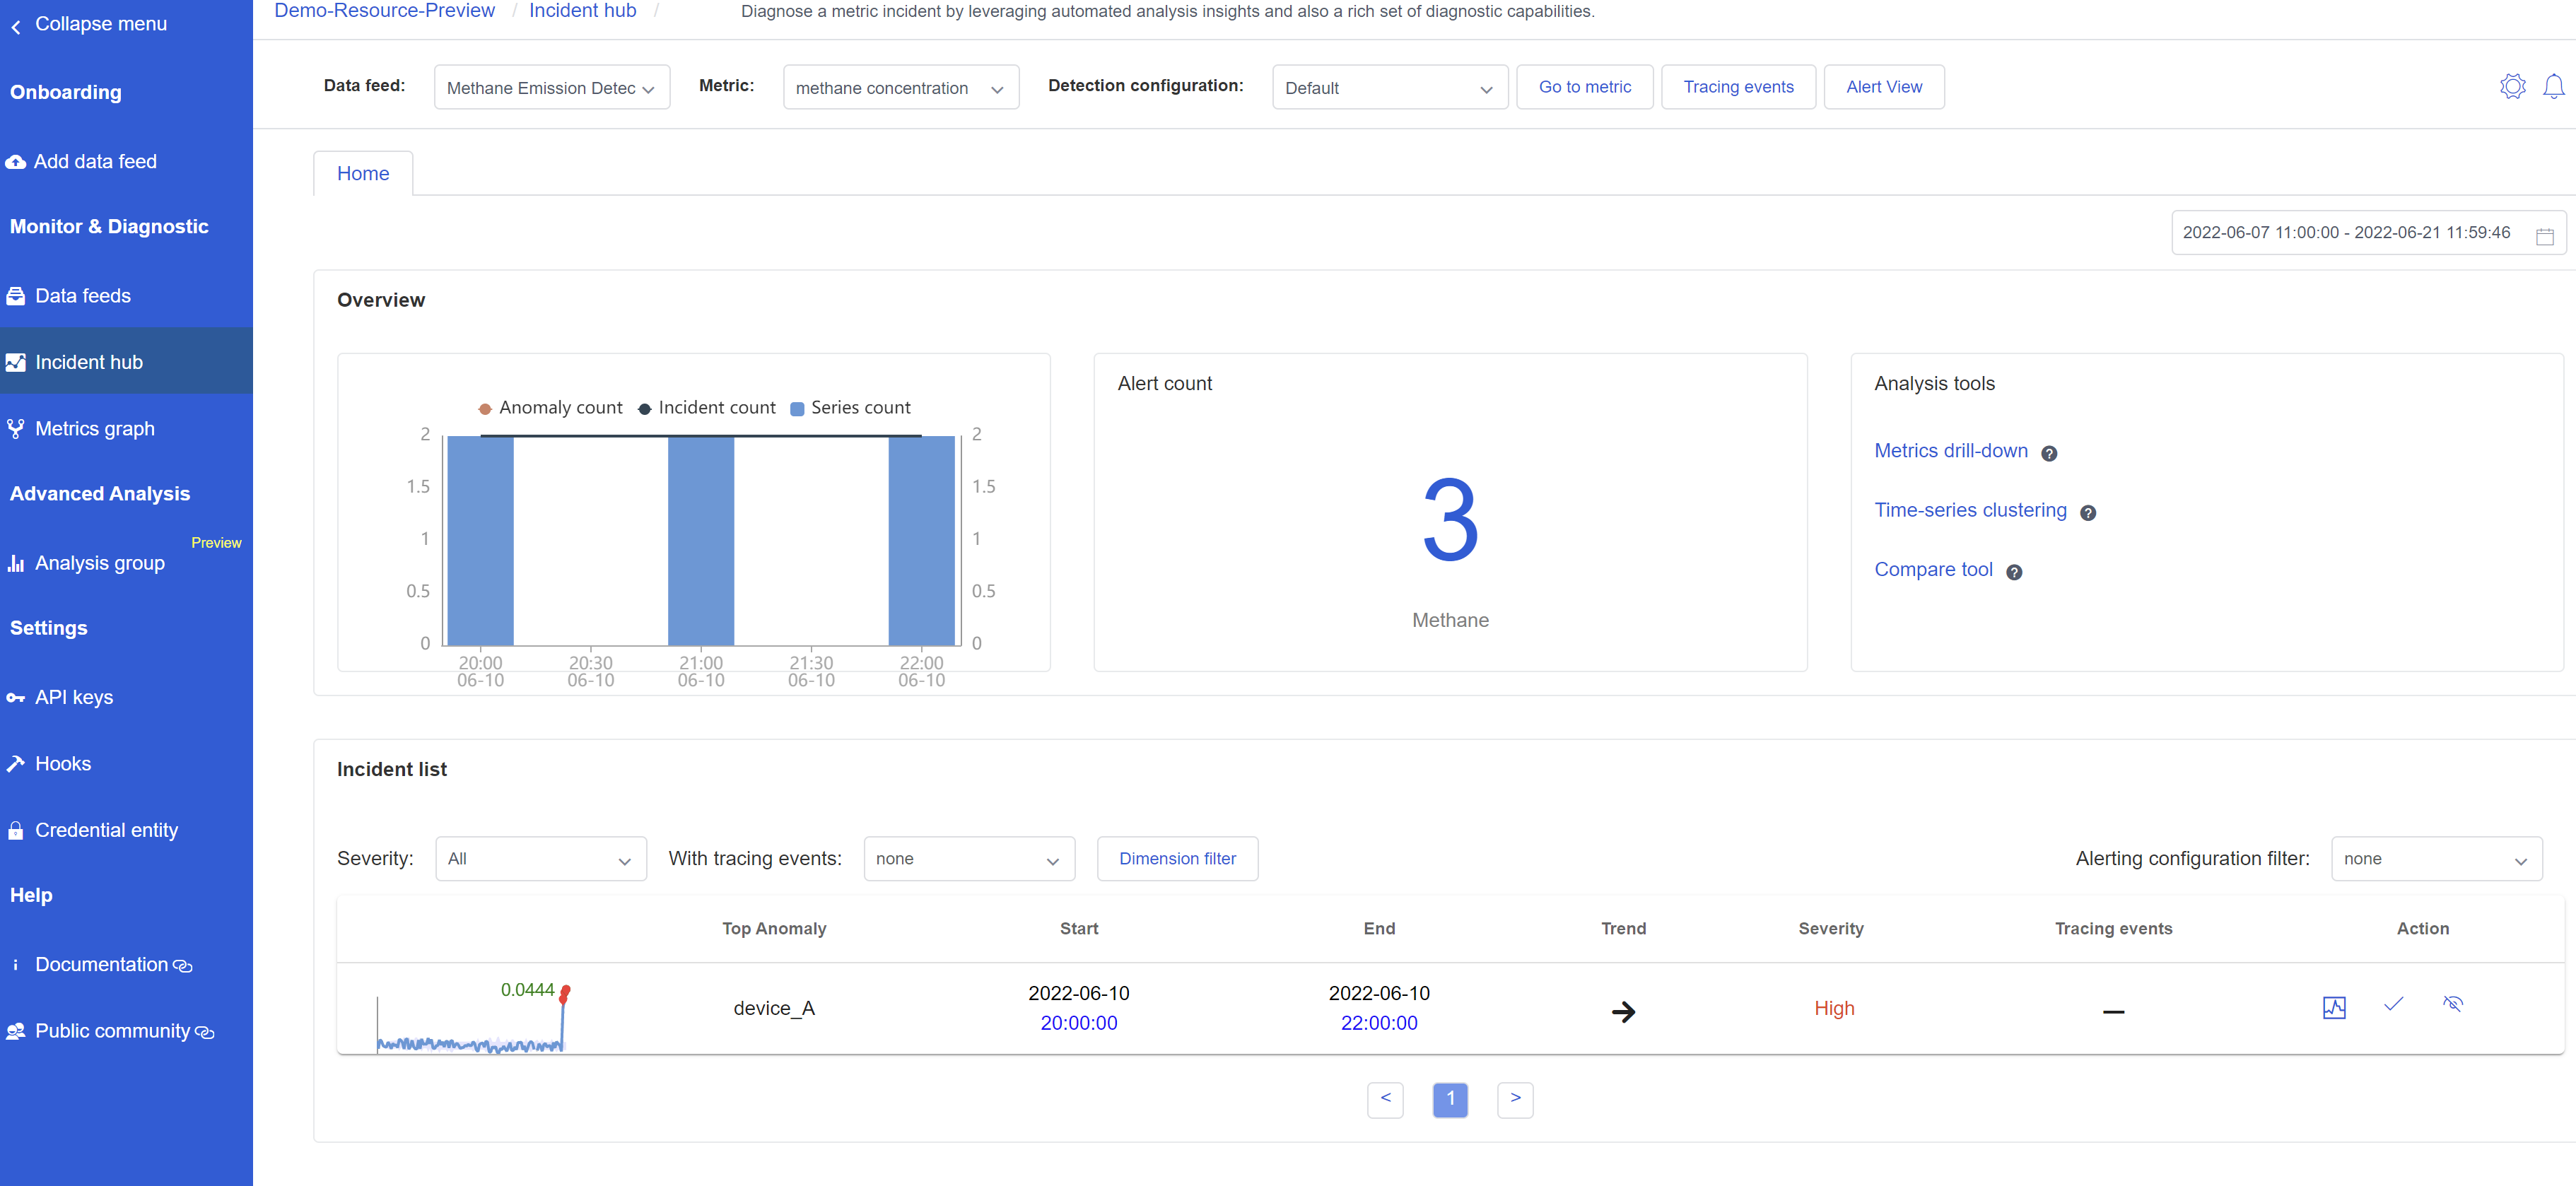 Collapse menu
Onboarding
Add data feed
Monitor & Diagnostic
Data feeds
Incident hub
Metrics graph
Advanced Analysis
Preview
Analysis group
Settings
API keys
Hooks
Credential entity
Help
Documentation
Public community
Demo-Resource-Preview / Incident hub / Diagnose a metric incident by leveraging automated analysis insights and also a rich set of diagnostic capabilities.
Data feed: Methane Emission Detec Metric: methane concentration Detection configuration: Default Go to metric Tracing events Alert View
Home
2022-06-07 11:00:00 - 2022-06-21 11:59:46
Overview
Anomaly count Incident count Series count
2 2
1.5 1.5
1 1
0.5 0.5
0 0
20:00 20:30 21:00 21:30 22:00
06-10 06-10 06-10 06-10 06-10
Alert count
3
Methane
Analysis tools
Metrics drill-down ?
Time-series clustering ?
Compare tool ?
Incident list
Severity: All With tracing events: none Dimension filter Alerting configuration filter: none
Top Anomaly Start End Trend Severity Tracing events Action
0.0444 device_A 2022-06-10 2022-06-10 High
20:00:00 22:00:00
< 1 >